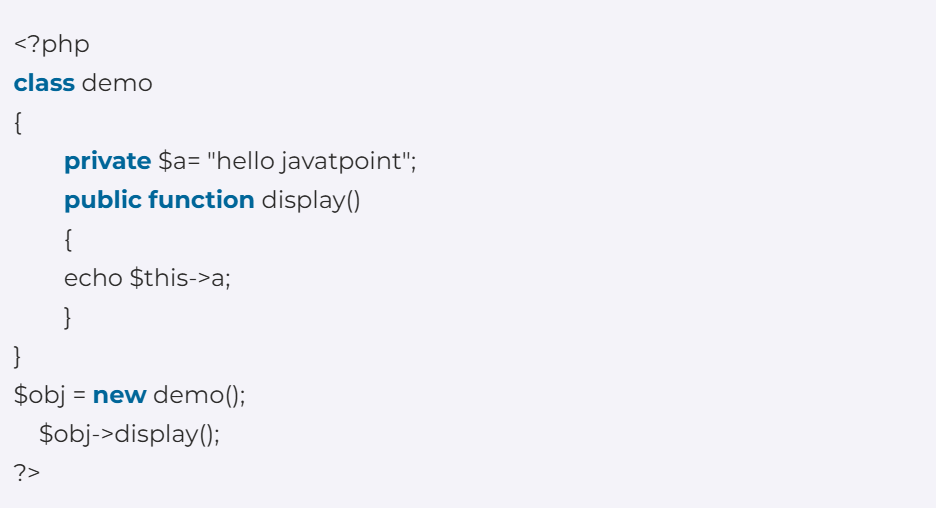 <?php
class demo
{
private $a= "hello javatpoint";
public function display()
{
echo $this->a;
}
}
$obj = new demo();
$obj->display();
?>